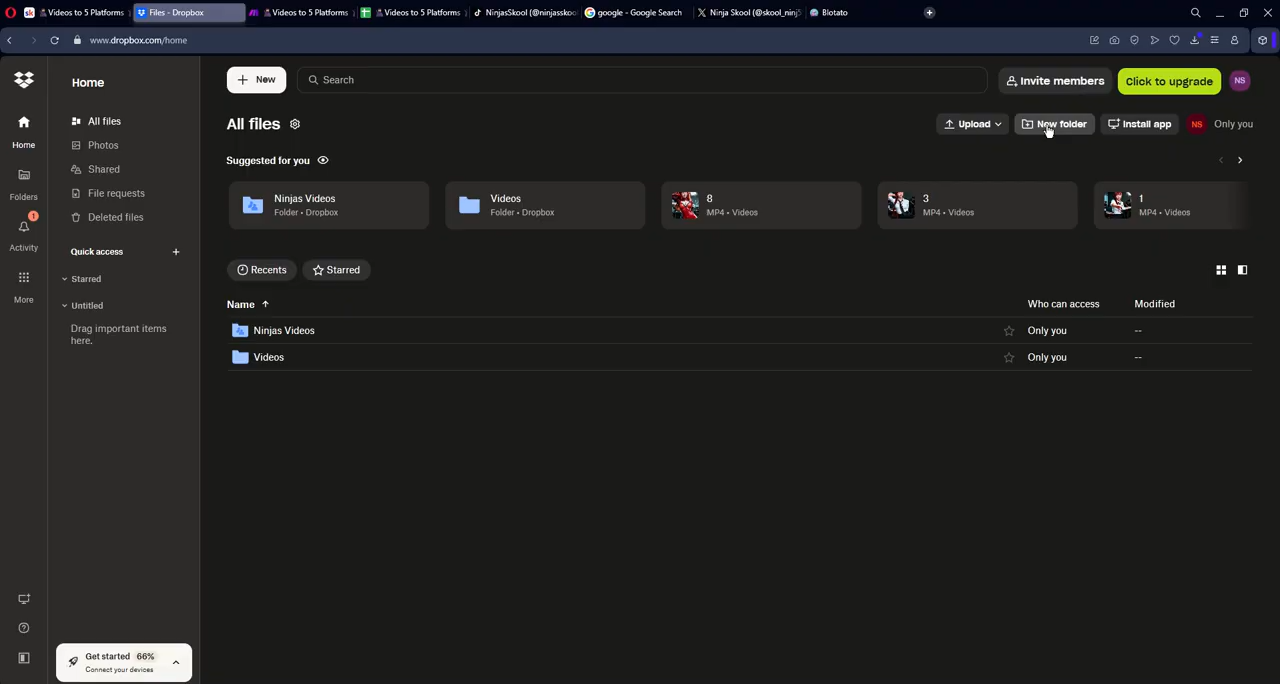 Videos to 5 Platforms
Files - Dropbox
Videos to 5 Platforms
Videos to 5 Platforms
NinjasSkool (@ninjassko
google - Google Search
Ninja Skool (@skool_ninj
Blotato
www.dropbox.com/home
Home
New
Search
Invite members
Click to upgrade
NS
All files
Upload
New folder
Install app
NS
Only you
Home
Folders
1
Activity
More
All files
Photos
Shared
File requests
Deleted files
Quick access
Starred
Untitled
Drag important items
here.
Suggested for you
Ninjas Videos
Folder • Dropbox
Videos
Folder • Dropbox
8
MP4 • Videos
3
MP4 • Videos
1
MP4 • Videos
Recents
Starred
Name
Who can access
Modified
Ninjas Videos
Only you
--
Videos
Only you
--
Get started 66%
Connect your devices